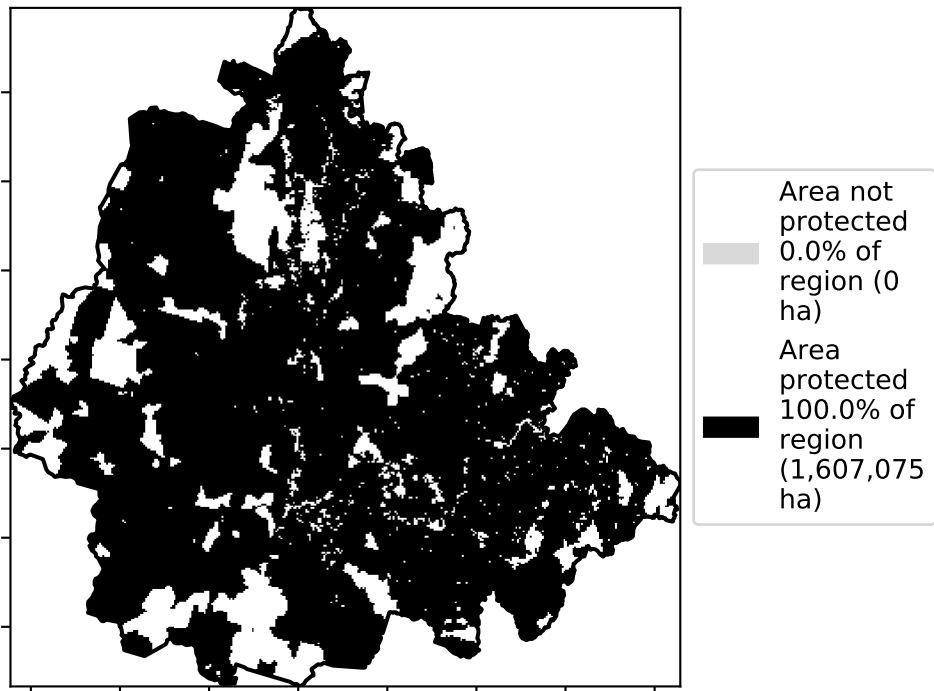 Area not
protected
0.0% of
region (0
ha)
Area
protected
100.0% of
region
(1,607,075
ha)